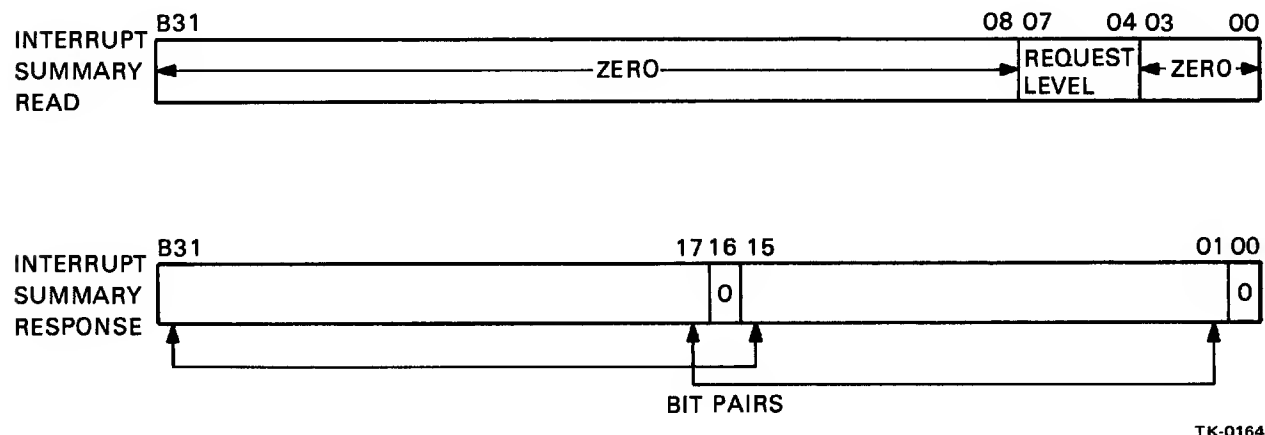 B31 08 07 04 03 00
INTERRUPT
SUMMARY
READ
ZERO
REQUEST
LEVEL
ZERO
B31 17 16 15 01 00
INTERRUPT
SUMMARY
RESPONSE
0
0
BIT PAIRS
TK-0164